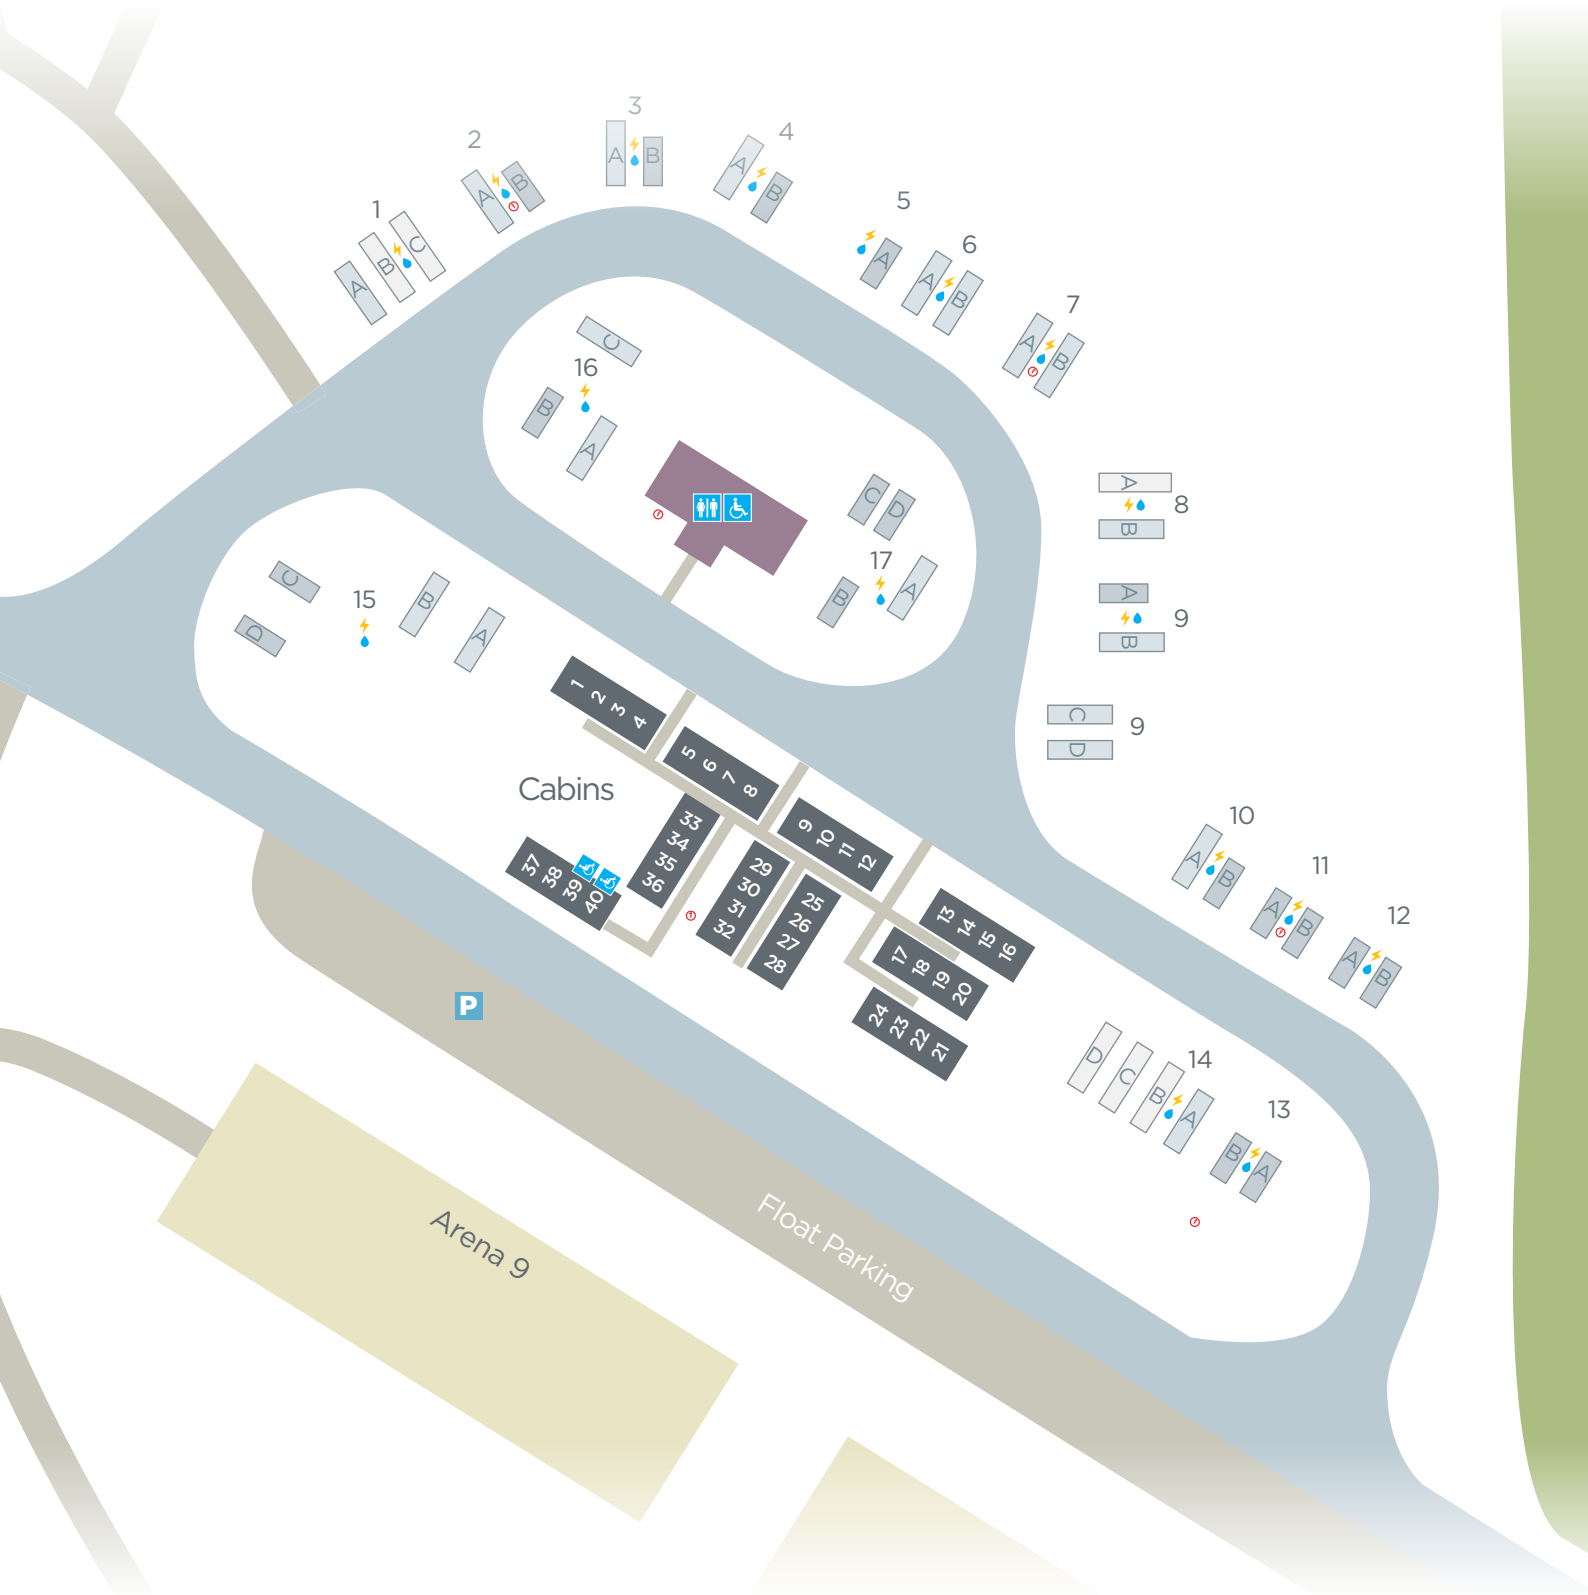 3
A B
2
A B
4
A B
1
A B C
5
A
6
A B
7
A B
C
16
B
A
A
8
B
C D
17
B A
A
9
B
C
15
B
D
A
C
9
D
1 2 3 4
5 6 7 8
9 10 11 12
Cabins
33
34
35
36
37 38 39 40
29
30
31
32
25
26
27
28
13 14 15 16
17 18 19 20
24 23 22 21
10
A B
11
A B
12
A B
14
D C B A
13
B A
P
Float Parking
Arena 9